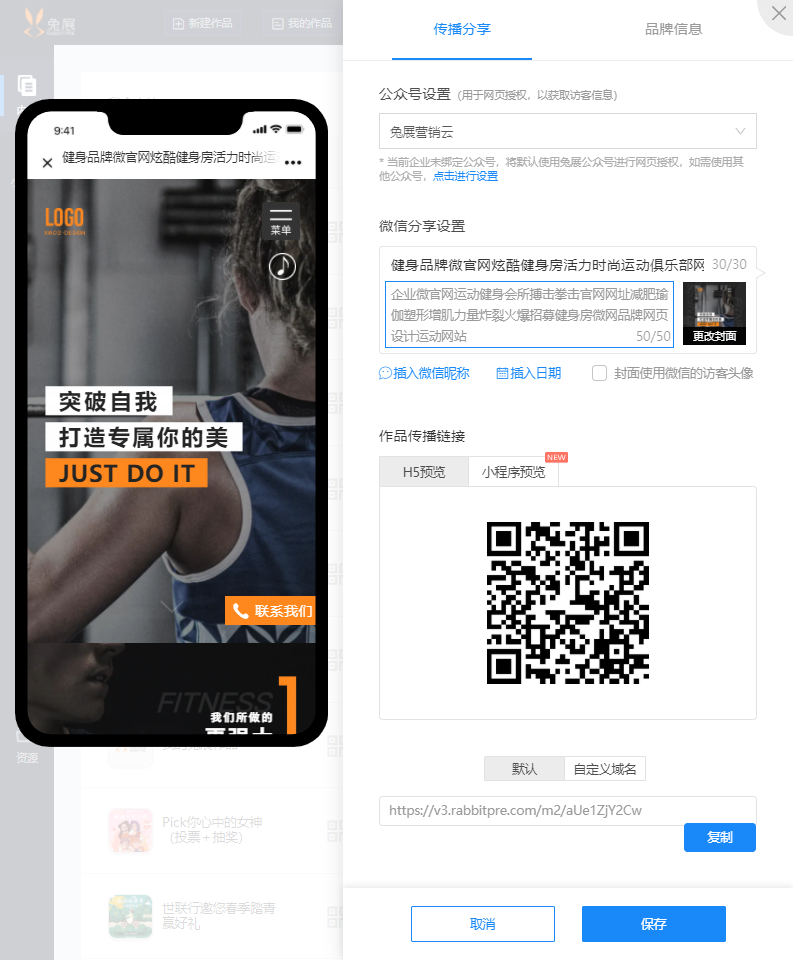 兔展
新建作品
我的作品
资源
Pick你心中的女神
（投票＋抽奖）
世联行邀您春季踏青
赢好礼
9:41
健身品牌微官网炫酷健身房活力时尚运
LOGO
菜单
突破自我
打造专属你的美
JUST DO IT
联系我们
FITNESS
我们所做的
1
传播分享
品牌信息
公众号设置（用于网页授权，以获取访客信息）
兔展营销云
* 当前企业未绑定公众号，将默认使用兔展公众号进行网页授权，如需使用其
他公众号，点击进行设置
微信分享设置
健身品牌微官网炫酷健身房活力时尚运动俱乐部网 30/30
企业微官网运动健身会所搏击拳击官网网址减肥瑜
伽塑形增肌力量炸裂火爆招募健身房微网品牌网页
设计运动网站 50/50
更改封面
插入微信昵称
插入日期
封面使用微信的访客头像
作品传播链接
H5预览
小程序预览
NEW
默认
自定义域名
https://v3.rabbitpre.com/m2/aUe1ZjY2Cw
复制
取消
保存